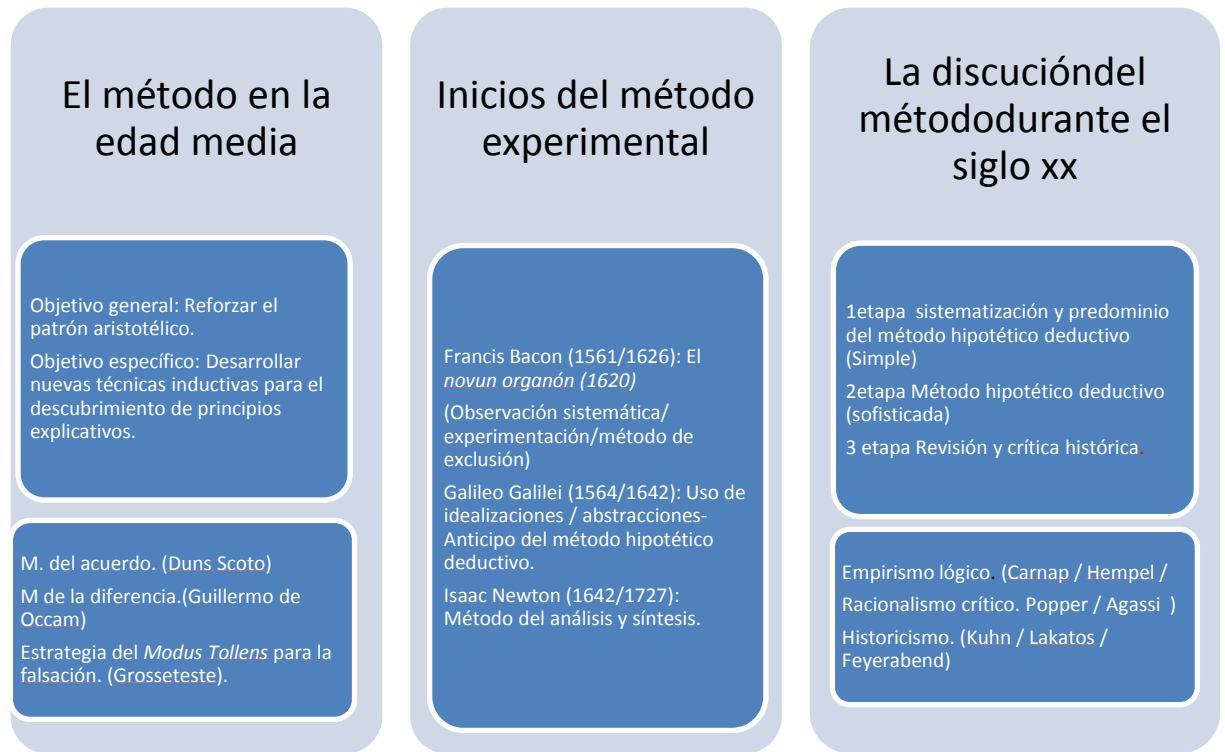 El método en la
edad media
Objetivo general: Reforzar el
patrón aristotélico.
Objetivo específico: Desarrollar
nuevas técnicas inductivas para el
descubrimiento de principios
explicativos.
M. del acuerdo. (Duns Scoto)
M de la diferencia.(Guillermo de
Occam)
Estrategia del Modus Tollens para la
falsación. (Grosseteste).
Inicios del método
experimental
Francis Bacon (1561/1626): El
novun organón (1620)
(Observación sistemática/
experimentación/método de
exclusión)
Galileo Galilei (1564/1642): Uso de
idealizaciones / abstracciones-
Anticipo del método hipotético
deductivo.
Isaac Newton (1642/1727):
Método del análisis y síntesis.
La discucióndel
métododurante el
siglo xx
1etapa  sistematización y predominio
del método hipotético deductivo
(Simple)
2etapa Método hipotético deductivo
(sofisticada)
3 etapa Revisión y crítica histórica.
Empirismo lógico. (Carnap / Hempel /
Racionalismo crítico. Popper / Agassi  )
Historicismo. (Kuhn / Lakatos /
Feyerabend)